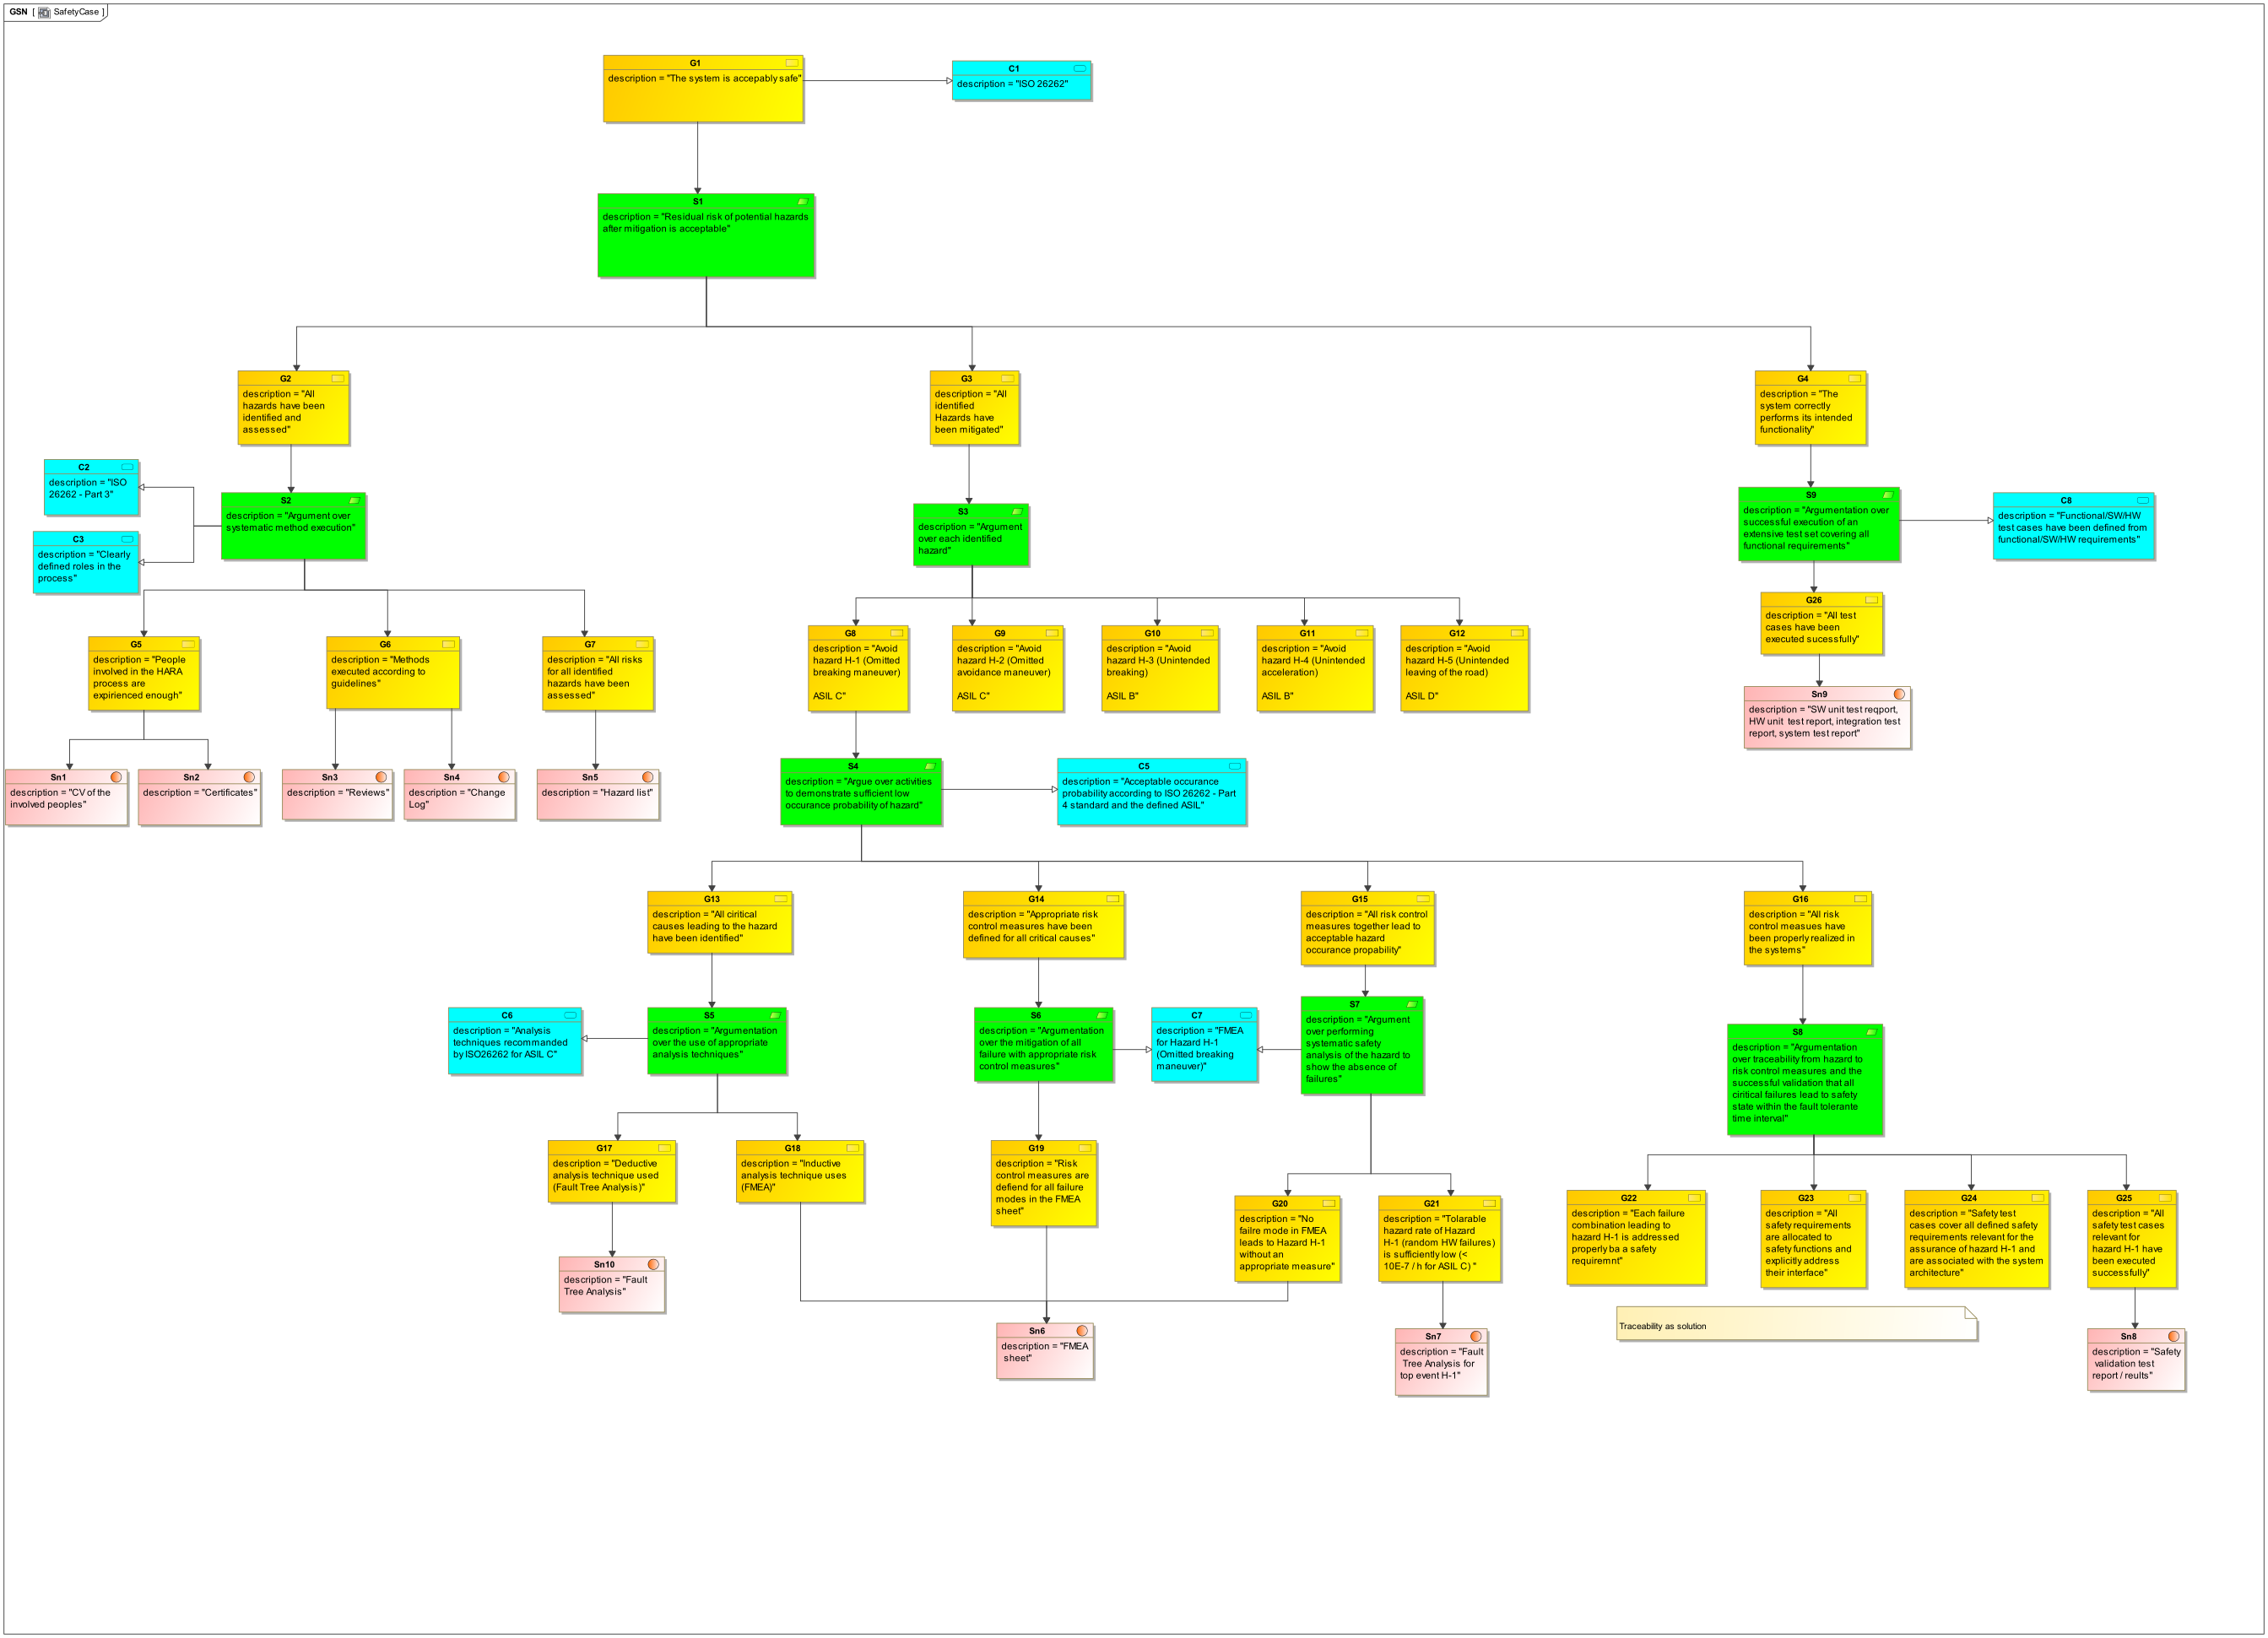 GSN [ SafetyCase ]
G1
description = "The system is accepably safe"
C1
description = "ISO 26262"
S1
description = "Residual risk of potential hazards
after mitigation is acceptable"
G2
description = "All
hazards have been
identified and
assessed"
G3
description = "All
identified
Hazards have
been mitigated"
G4
description = "The
system correctly
performs its intended
functionality"
C2
description = "ISO
26262 - Part 3"
S2
description = "Argument over
systematic method execution"
C3
description = "Clearly
defined roles in the
process"
S3
description = "Argument
over each identified
hazard"
S9
description = "Argumentation over
successful execution of an
extensive test set covering all
functional requirements"
C8
description = "Functional/SW/HW
test cases have been defined from
functional/SW/HW requirements"
G26
description = "All test
cases have been
executed sucessfully"
G5
description = "People
involved in the HARA
process are
expirienced enough"
G6
description = "Methods
executed according to
guidelines"
G7
description = "All risks
for all identified
hazards have been
assessed"
G8
description = "Avoid
hazard H-1 (Omitted
breaking maneuver)
ASIL C"
G9
description = "Avoid
hazard H-2 (Omitted
avoidance maneuver)
ASIL C"
G10
description = "Avoid
hazard H-3 (Unintended
breaking)
ASIL B"
G11
description = "Avoid
hazard H-4 (Unintended
acceleration)
ASIL B"
G12
description = "Avoid
hazard H-5 (Unintended
leaving of the road)
ASIL D"
Sn9
description = "SW unit test reqport,
HW unit  test report, integration test
report, system test report"
Sn1
description = "CV of the
involved peoples"
Sn2
description = "Certificates"
Sn3
description = "Reviews"
Sn4
description = "Change
Log"
Sn5
description = "Hazard list"
S4
description = "Argue over activities
to demonstrate sufficient low
occurance probability of hazard"
C5
description = "Acceptable occurance
probability according to ISO 26262 - Part
4 standard and the defined ASIL"
G13
description = "All ciritical
causes leading to the hazard
have been identified"
G14
description = "Appropriate risk
control measures have been
defined for all critical causes"
G15
description = "All risk control
measures together lead to
acceptable hazard
occurance propability"
G16
description = "All risk
control measues have
been properly realized in
the systems"
C6
description = "Analysis
techniques recommanded
by ISO26262 for ASIL C"
S5
description = "Argumentation
over the use of appropriate
analysis techniques"
S6
description = "Argumentation
over the mitigation of all
failure with appropriate risk
control measures"
C7
description = "FMEA
for Hazard H-1
(Omitted breaking
maneuver)"
S7
description = "Argument
over performing
systematic safety
analysis of the hazard to
show the absence of
failures"
S8
description = "Argumentation
over traceability from hazard to
risk control measures and the
successful validation that all
ciritical failures lead to safety
state within the fault tolerante
time interval"
G17
description = "Deductive
analysis technique used
(Fault Tree Analysis)"
G18
description = "Inductive
analysis technique uses
(FMEA)"
G19
description = "Risk
control measures are
defiend for all failure
modes in the FMEA
sheet"
G20
description = "No
failre mode in FMEA
leads to Hazard H-1
without an
appropriate measure"
G21
description = "Tolarable
hazard rate of Hazard
H-1 (random HW failures)
is sufficiently low (<
10E-7 / h for ASIL C) "
G22
description = "Each failure
combination leading to
hazard H-1 is addressed
properly ba a safety
requiremnt"
G23
description = "All
safety requirements
are allocated to
safety functions and
explicitly address
their interface"
G24
description = "Safety test
cases cover all defined safety
requirements relevant for the
assurance of hazard H-1 and
are associated with the system
architecture"
G25
description = "All
safety test cases
relevant for
hazard H-1 have
been executed
successfully"
Sn10
description = "Fault
Tree Analysis"
Sn6
description = "FMEA
sheet"
Sn7
description = "Fault
Tree Analysis for
top event H-1"
Traceability as solution
Sn8
description = "Safety
validation test
report / reults"